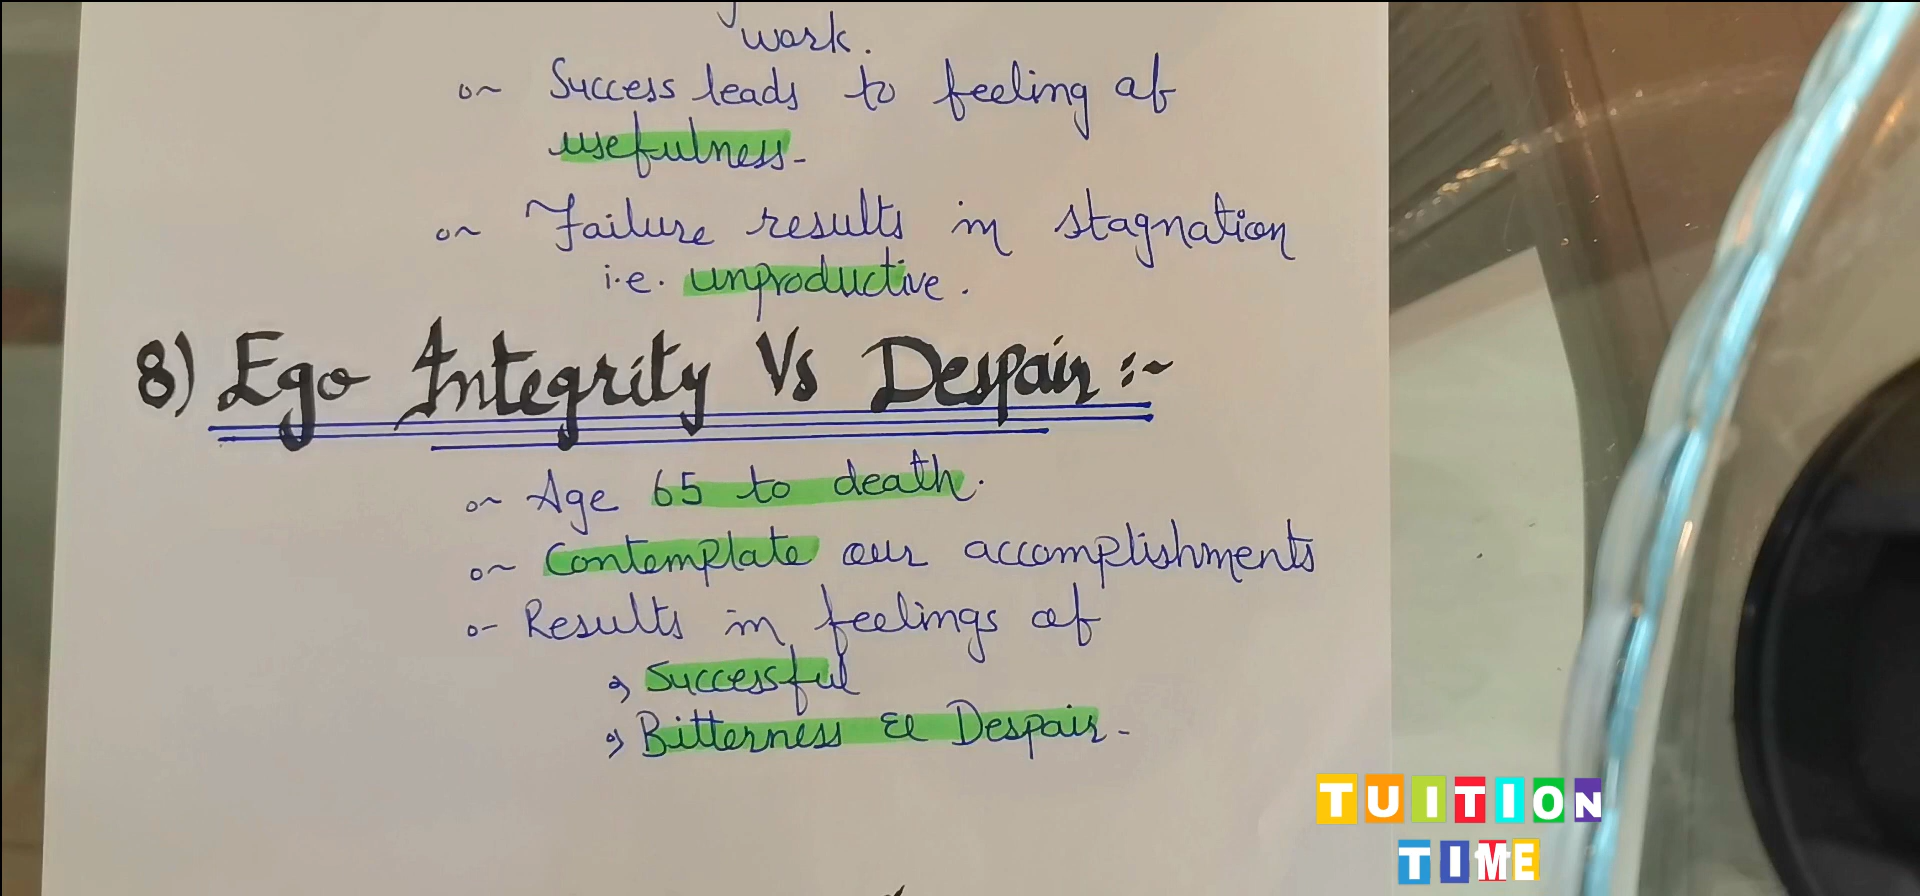 work.
Success leads to feeling of
usefulness-
Failure results in stagnation
i.e. unproductive.
8) Ego Integrity Vs Despair :~
Age 65 to death.
Contemplate our accomplishments
Results in feelings of
Successful
Bitterness & Despair-
TUITION
TIME